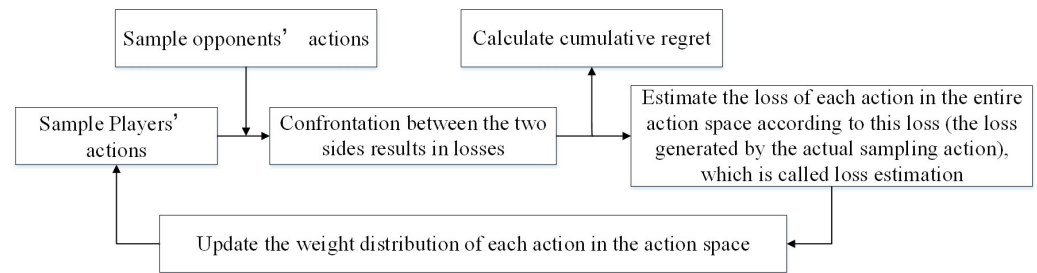 Sample opponents’ actions
Calculate cumulative regret
Sample Players’
actions
Confrontation between the two
sides results in losses
Estimate the loss of each action in the entire
action space according to this loss (the loss
generated by the actual sampling action),
which is called loss estimation
Update the weight distribution of each action in the action space